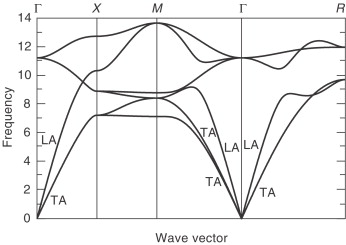 Γ X M Γ R
14
12
10
8
6
4
2
0
Frequency
LA
TA
TA
TA
LA
LA
TA
Wave vector